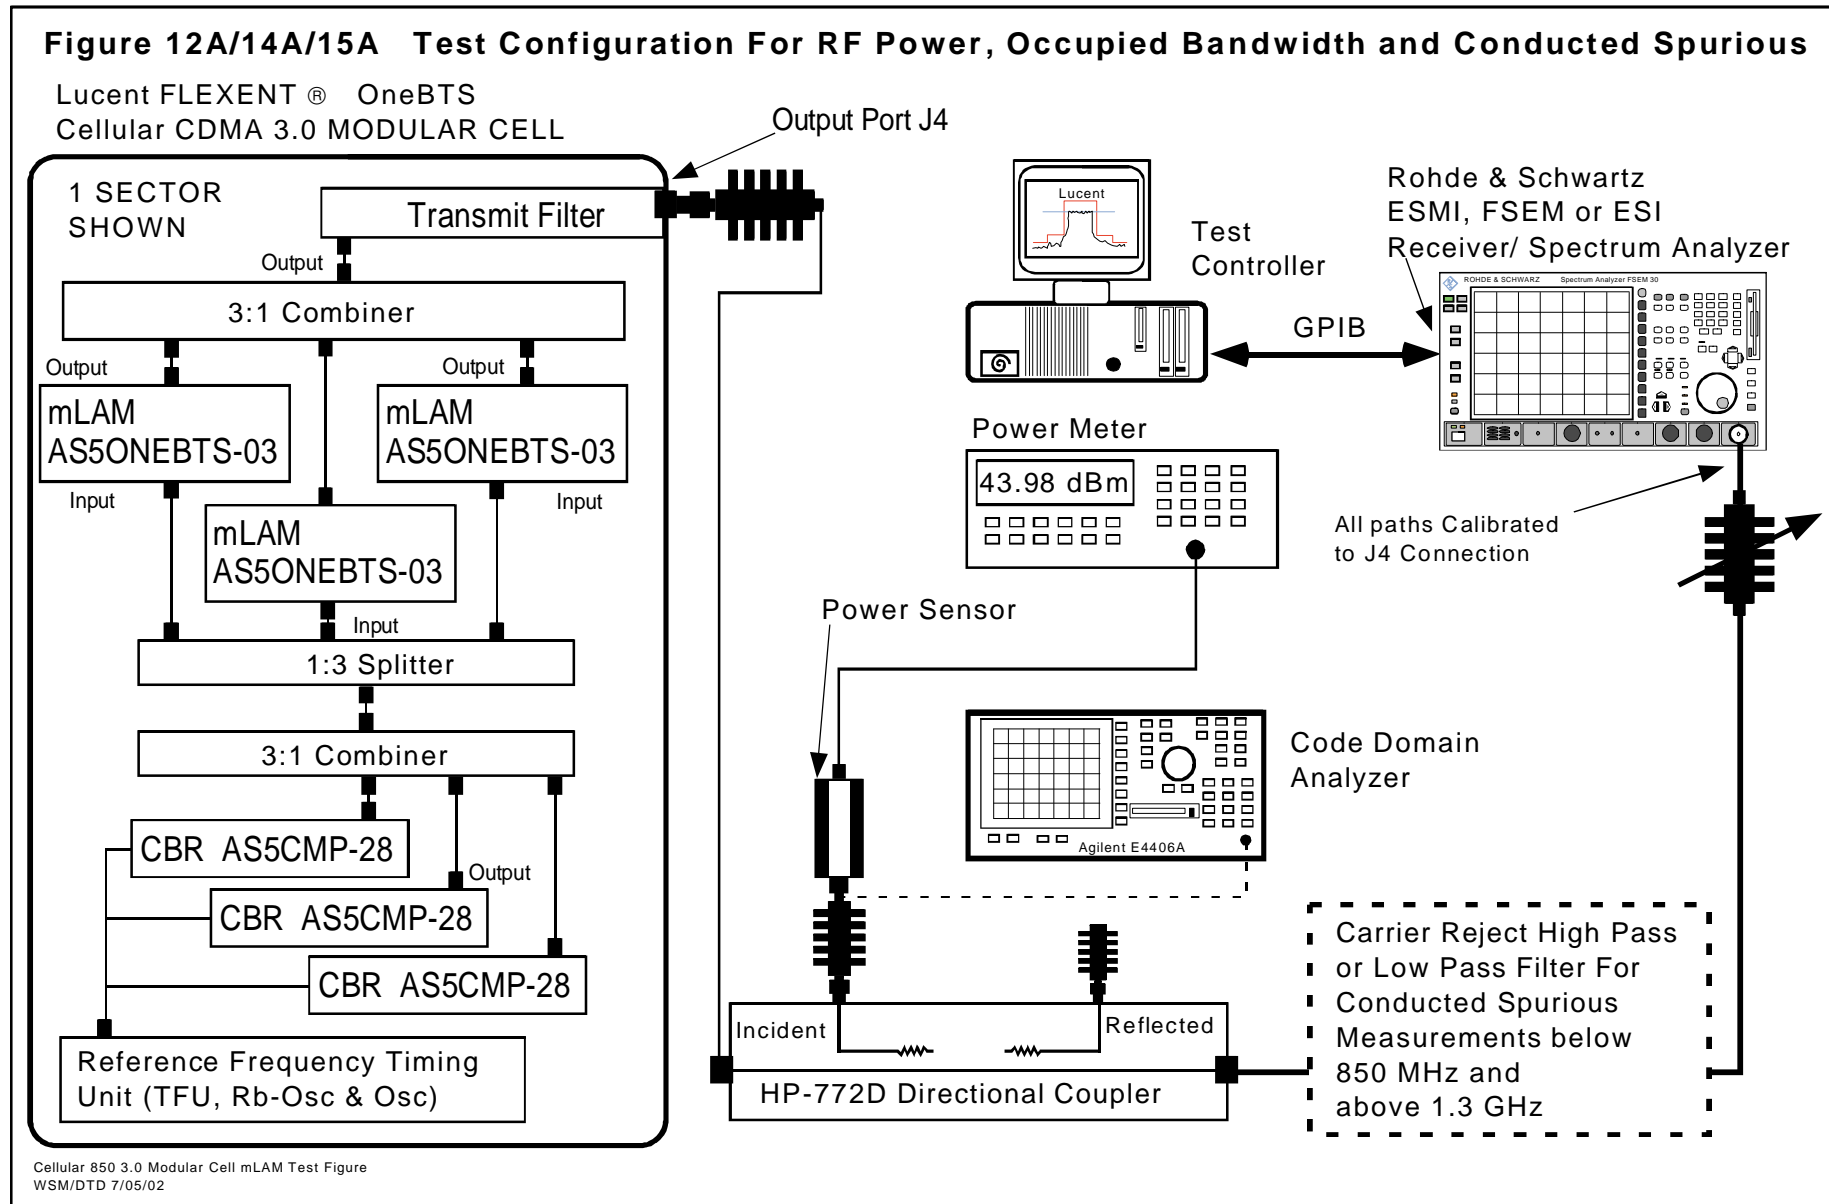 Figure 12A/14A/15A Test Configuration For RF Power, Occupied Bandwidth and Conducted Spurious
Lucent FLEXENT ® OneBTS
Cellular CDMA 3.0 MODULAR CELL
Output Port J4
1 SECTOR
SHOWN
Transmit Filter
Output
3:1 Combiner
Output
Output
mLAM
AS5ONEBTS-03
mLAM
AS5ONEBTS-03
Input
Input
mLAM
AS5ONEBTS-03
Input
1:3 Splitter
3:1 Combiner
CBR AS5CMP-28
Output
CBR AS5CMP-28
CBR AS5CMP-28
Reference Frequency Timing
Unit (TFU, Rb-Osc & Osc)
Lucent
Test
Controller
GPIB
Rohde & Schwartz
ESMI, FSEM or ESI
Receiver/ Spectrum Analyzer
ROHDE & SCHWARZ Spectrum Analyzer FSEM 30
Power Meter
43.98 dBm
All paths Calibrated
to J4 Connection
Power Sensor
Code Domain
Analyzer
Agilent E4406A
Incident
Reflected
HP-772D Directional Coupler
Carrier Reject High Pass
or Low Pass Filter For
Conducted Spurious
Measurements below
850 MHz and
above 1.3 GHz
Cellular 850 3.0 Modular Cell mLAM Test Figure
WSM/DTD 7/05/02